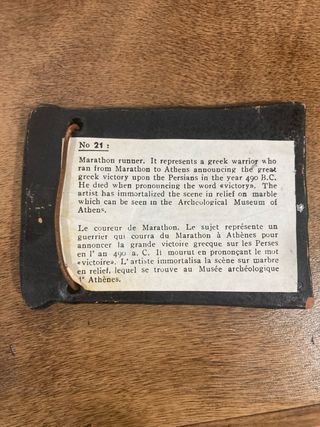 No 21 :
Marathon runner. It represents a greek warrior who
ran from Marathon to Athens announcing the great
greek victory upon the Persians in the year 490 B.C.
He died when pronouncing the word «victory». The
artist has immortalized the scene in relief on marble
which can be seen in the Archeological Museum of
Athens.
Le coureur de Marathon. Le sujet représente un
guerrier qui courra du Marathon à Athènes pour
annoncer la grande victoire grecque sur les Perses
en l' an 490 a. C. Il mourut en prononçant le mot
«victoire». L' artiste immortalisa la scène sur marbre
en relief, lequel se trouve au Musée archéologique
d' Athènes.